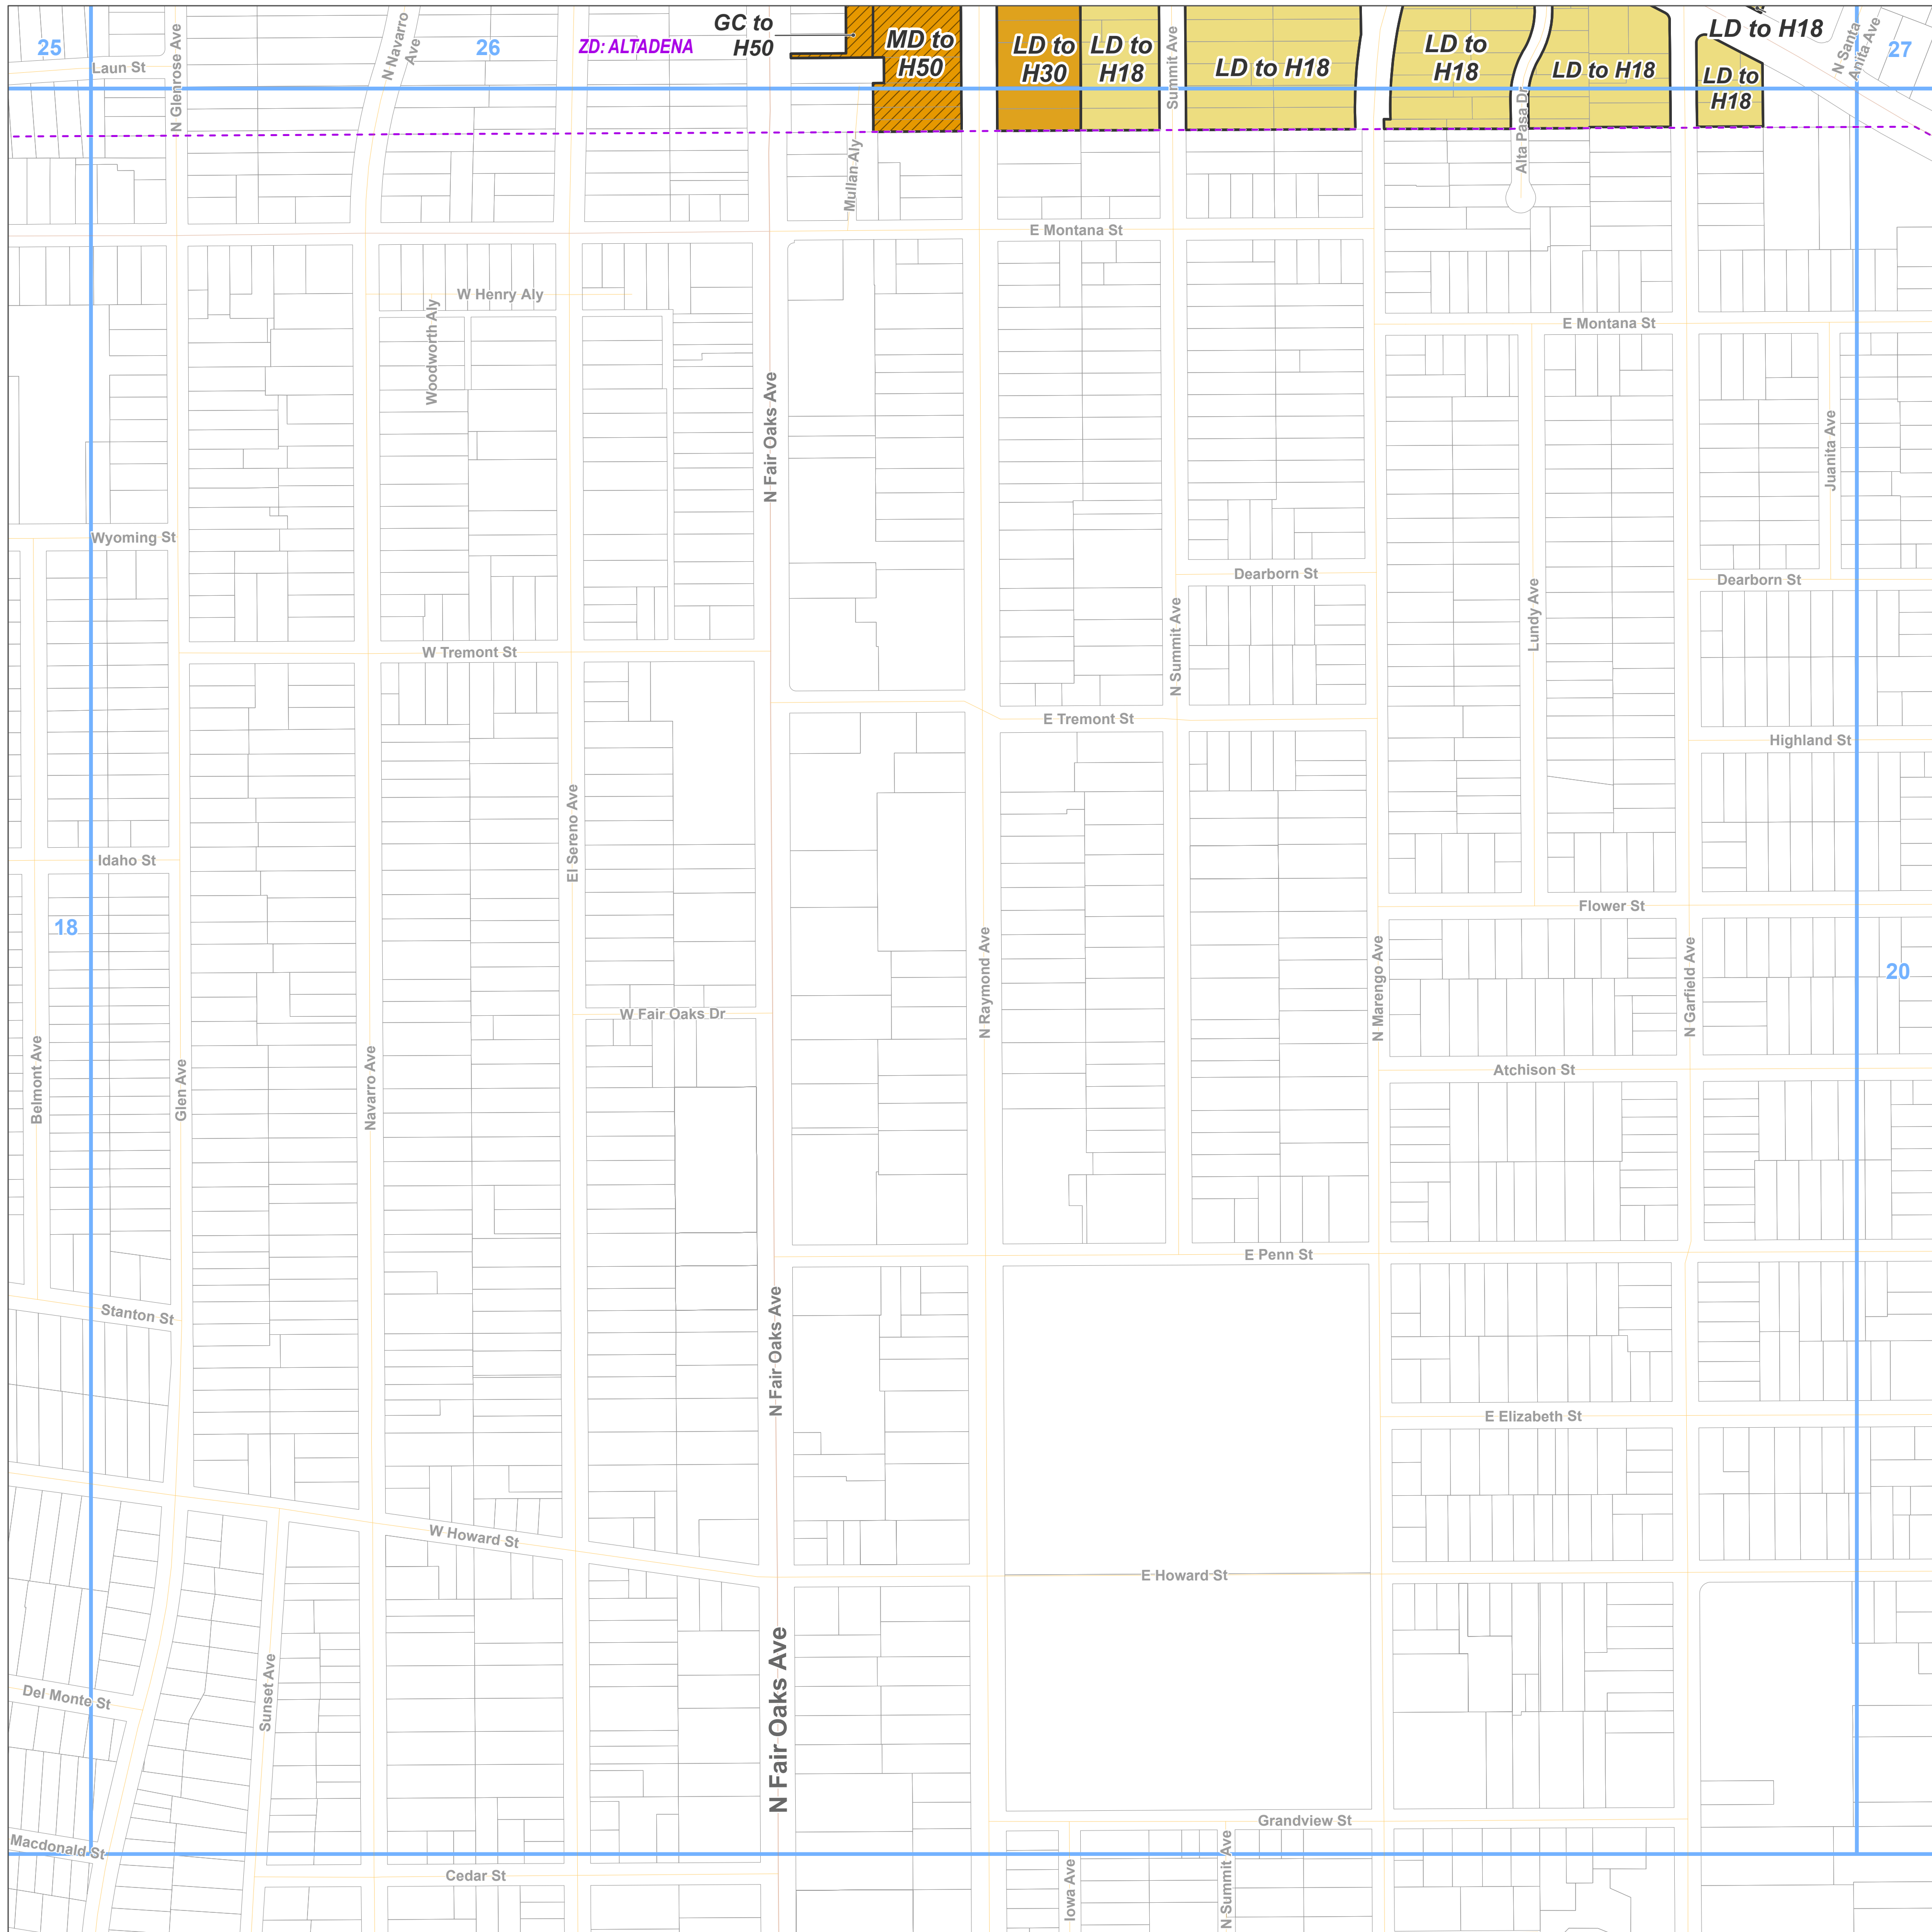 GC to
H50
MD to
H50
LD to
H30
LD to
H18
LD to H18
LD to
H18
LD to H18
LD to H18
LD to
H18
ZD: ALTADENA
25
26
27
18
20
Laun St
N Glenrose Ave
N Navarro
Ave
Summit Ave
N Santa
Anita Ave
Alta Pasa Dr
Mullan Aly
E Montana St
W Henry Aly
Woodworth Aly
E Montana St
N Fair Oaks Ave
Juanita Ave
Wyoming St
Dearborn St
Dearborn St
Lundy Ave
N Summit Ave
W Tremont St
E Tremont St
Highland St
El Sereno Ave
Idaho St
Flower St
N Raymond Ave
N Marengo Ave
N Garfield Ave
W Fair Oaks Dr
Belmont Ave
Glen Ave
Navarro Ave
Atchison St
E Penn St
Stanton St
N Fair Oaks Ave
E Elizabeth St
W Howard St
E Howard St
Sunset Ave
N Fair Oaks Ave
Del Monte St
Grandview St
Macdonald St
Cedar St
Iowa Ave
N Summit Ave